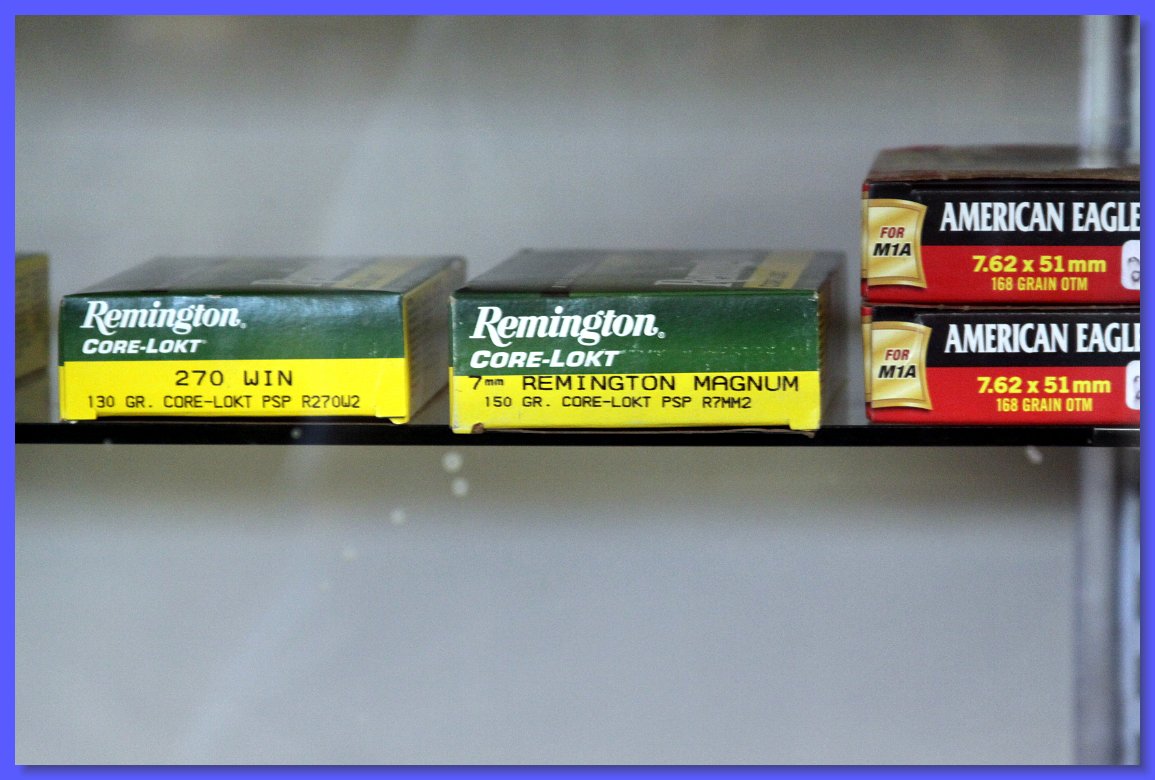 Remington
CORE-LOKT
270 WIN
130 GR. CORE-LOKT PSP R270W2
Remington
CORE-LOKT
7mm REMINGTON MAGNUM
150 GR. CORE-LOKT PSP R7MM2
FOR
M1A
AMERICAN EAGLE
7.62 x 51mm
168 GRAIN OTM
FOR
M1A
AMERICAN EAGLE
7.62 x 51mm
168 GRAIN OTM